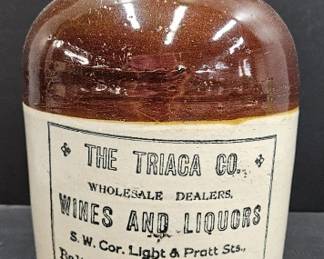 THE TRIACA CO.
WHOLESALE DEALERS,
WINES AND LIQUORS
S. W. Cor. Light & Pratt Sts.,